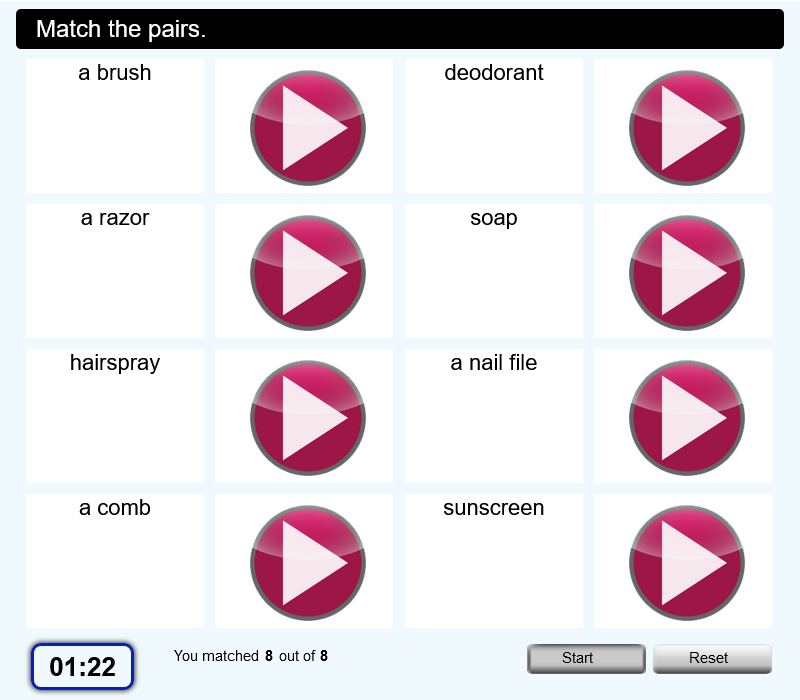 Match the pairs.
a brush
deodorant
a razor
soap
hairspray
a nail file
a comb
sunscreen
01:22
You matched 8 out of 8
Start
Reset